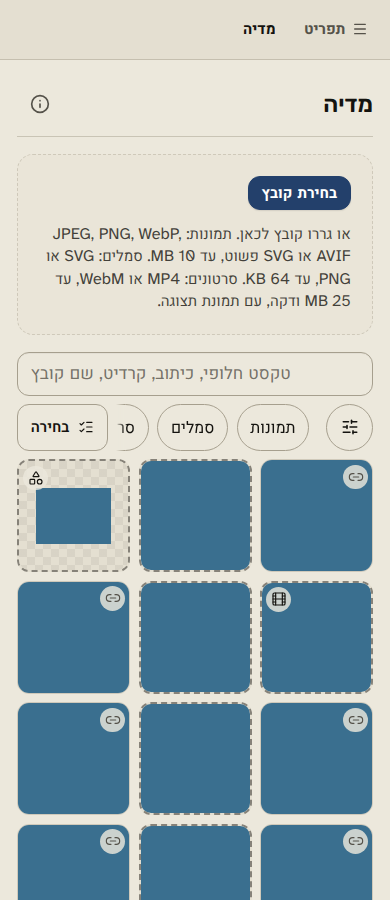 תפריט
מדיה
מדיה
בחירת קובץ
או גררו קובץ לכאן. תמונות: JPEG, PNG, WebP,
AVIF או SVG פשוט, עד 10 MB. סמלים: SVG או
PNG, עד 64 KB. סרטונים: MP4 או WebM, עד
25 MB ודקה, עם תמונת תצוגה.
טקסט חלופי, כיתוב, קרדיט, שם קובץ
תמונות
סמלים
סר
בחירה